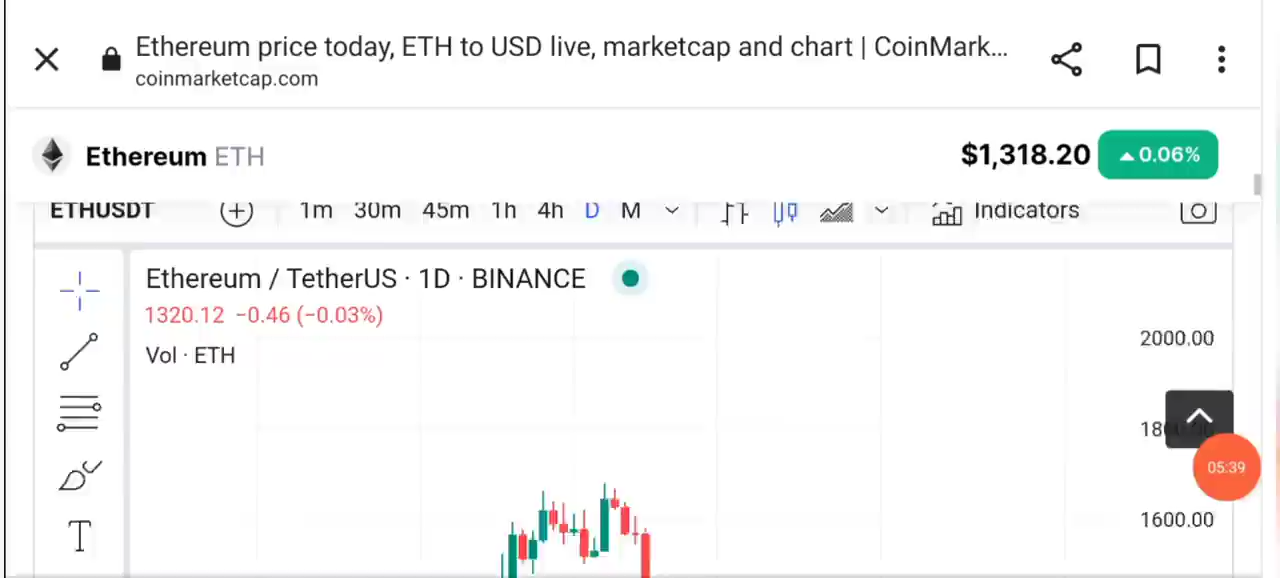 Ethereum price today, ETH to USD live, marketcap and chart | CoinMark...
coinmarketcap.com
Ethereum ETH
$1,318.20
0.06%
ETHUSDT
1m 30m 45m 1h 4h D M
Indicators
Ethereum / TetherUS · 1D · BINANCE
1320.12 −0.46 (−0.03%)
Vol · ETH
2000.00
05:39
1600.00